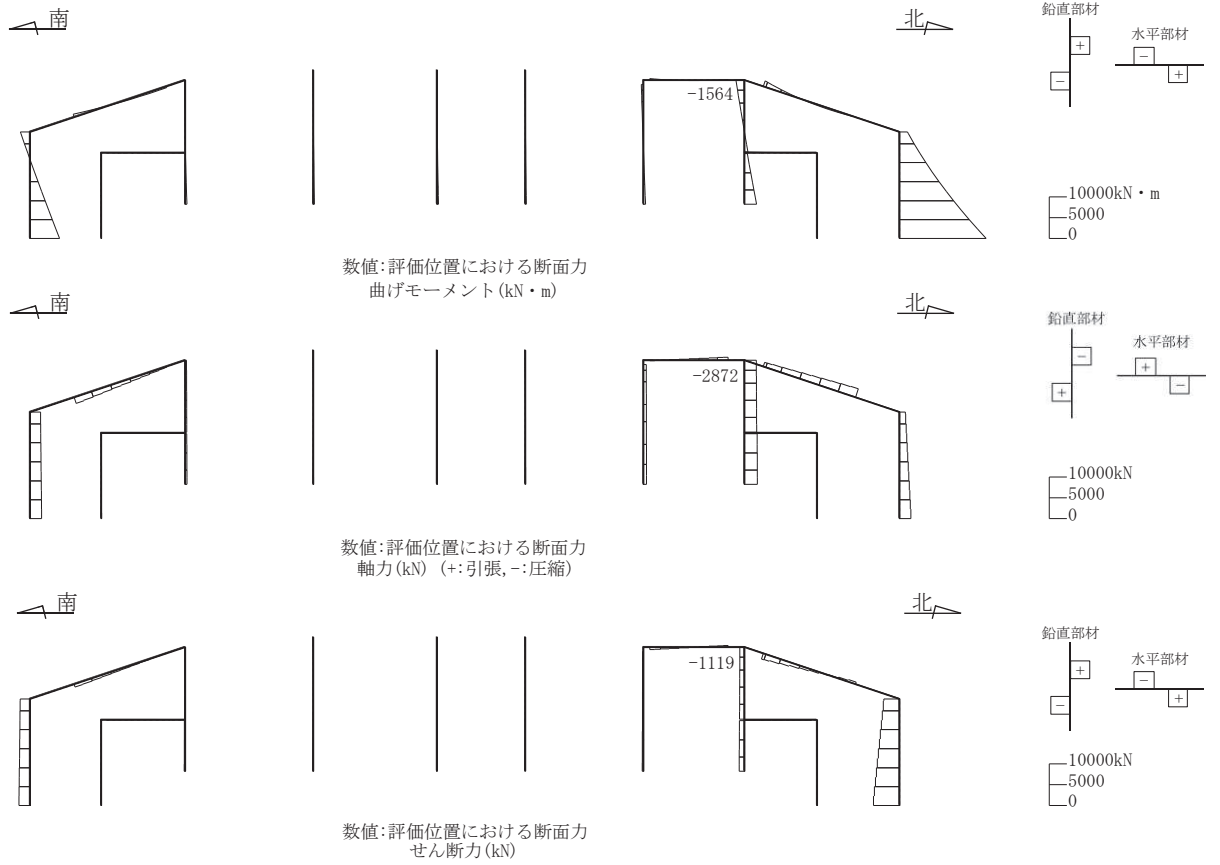 南
北
鉛直部材
+
−
水平部材
−
+
−1564
10000kN・m
5000
0
数値:評価位置における断面力
曲げモーメント(kN・m)
南
北
鉛直部材
−
+
水平部材
+
−
−2872
10000kN
5000
0
数値:評価位置における断面力
軸力(kN) (+:引張,-:圧縮)
南
北
鉛直部材
+
−
水平部材
−
+
−1119
10000kN
5000
0
数値:評価位置における断面力
せん断力(kN)